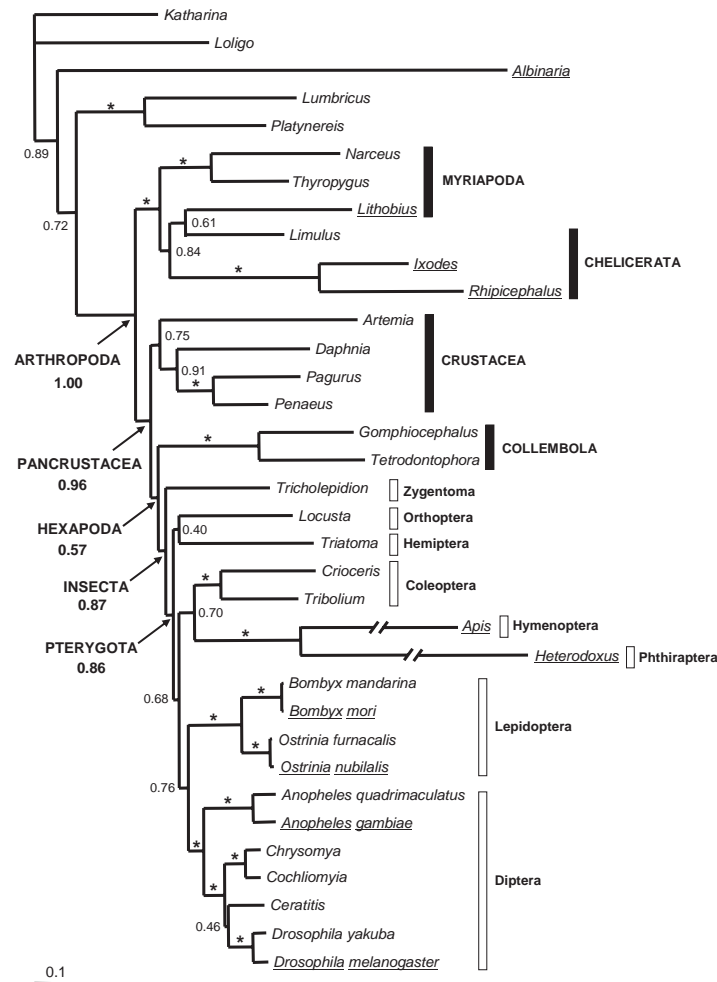 Katharina
Loligo
Albinaria
*
Lumbricus
Platynereis
0.89
*
Narceus
*
Thyropygus
MYRIAPODA
Lithobius
0.61
0.72
Limulus
0.84
Ixodes
CHELICERATA
*
Rhipicephalus
Artemia
0.75
Daphnia
ARTHROPODA
1.00
CRUSTACEA
0.91
Pagurus
*
Penaeus
Gomphiocephalus
*
COLLEMBOLA
PANCRUSTACEA
0.96
Tetrodontophora
Tricholepidion
Zygentoma
Locusta
Orthoptera
HEXAPODA
0.57
0.40
Triatoma
Hemiptera
Crioceris
*
INSECTA
0.87
Coleoptera
Tribolium
0.70
Apis
Hymenoptera
*
PTERYGOTA
0.86
Heterodoxus
Phthiraptera
Bombyx mandarina
*
0.68
Bombyx mori
*
Lepidoptera
Ostrinia furnacalis
*
Ostrinia nubilalis
0.76
Anopheles quadrimaculatus
*
Anopheles gambiae
*
Chrysomya
*
Cochliomyia
Diptera
*
Ceratitis
0.46
Drosophila yakuba
*
Drosophila melanogaster
0.1